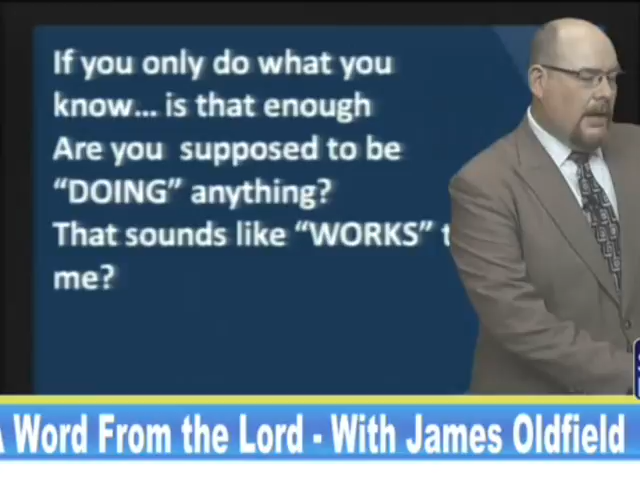 If you only do what you
know... is that enough
Are you  supposed to be
“DOING” anything?
That sounds like “WORKS” t
me?
A Word From the Lord - With James Oldfield